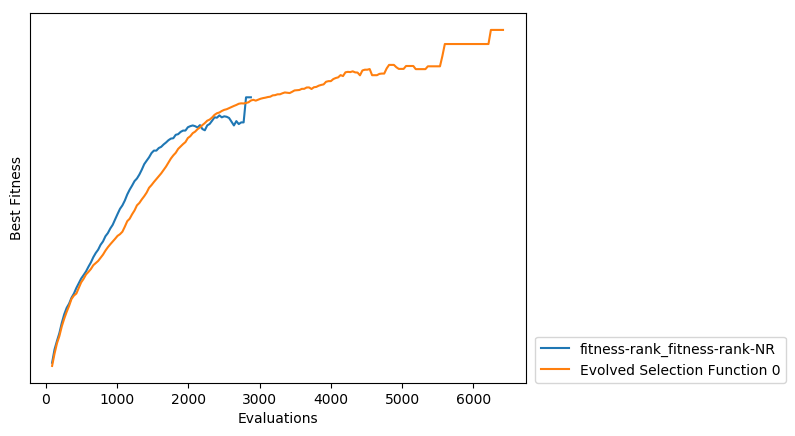 Best Fitness
0
1000
2000
3000
4000
5000
6000
Evaluations
fitness-rank_fitness-rank-NR
Evolved Selection Function 0